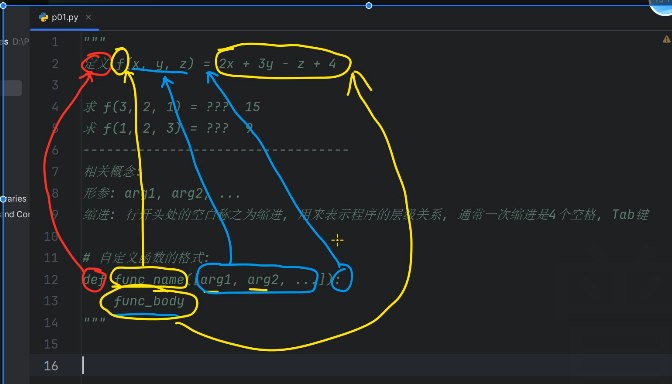 p01.py
es D:\P
1 """
2 定义 f(x, y, z) = 2x + 3y - z + 4
3
4 求 f(3, 2, 1) = ??? 15
5 求 f(1, 2, 3) = ??? 9
6 ---------------------------------
7 相关概念:
8 形参: arg1, arg2, ...
raries
9 缩进: 行开头处的空白称之为缩进, 用来表示程序的层级关系, 通常一次缩进是4个空格, Tab键
nd Con
10
11 # 自定义函数的格式:
12 def func_name([arg1, arg2, ...]):
13 func_body
14 """
16